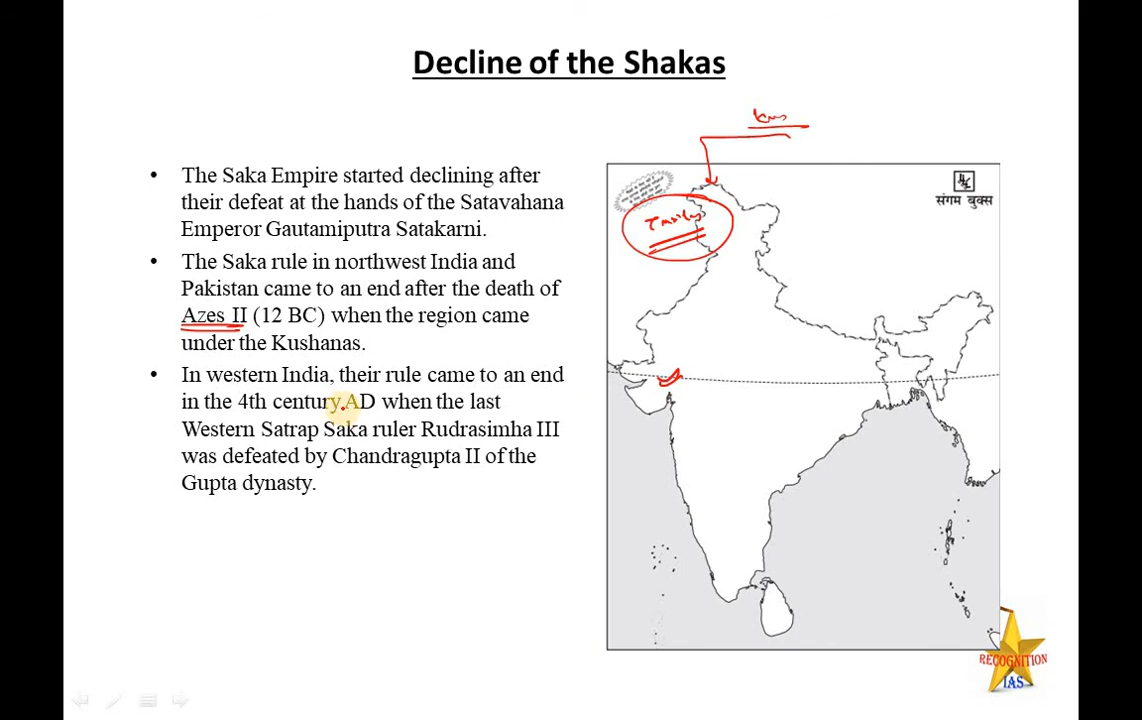 Decline of the Shakas
• The Saka Empire started declining after
their defeat at the hands of the Satavahana
Emperor Gautamiputra Satakarni.
• The Saka rule in northwest India and
Pakistan came to an end after the death of
Azes II (12 BC) when the region came
under the Kushanas.
• In western India, their rule came to an end
in the 4th century AD when the last
Western Satrap Saka ruler Rudrasimha III
was defeated by Chandragupta II of the
Gupta dynasty.
संगम बुक्स
RECOGNITION
IAS